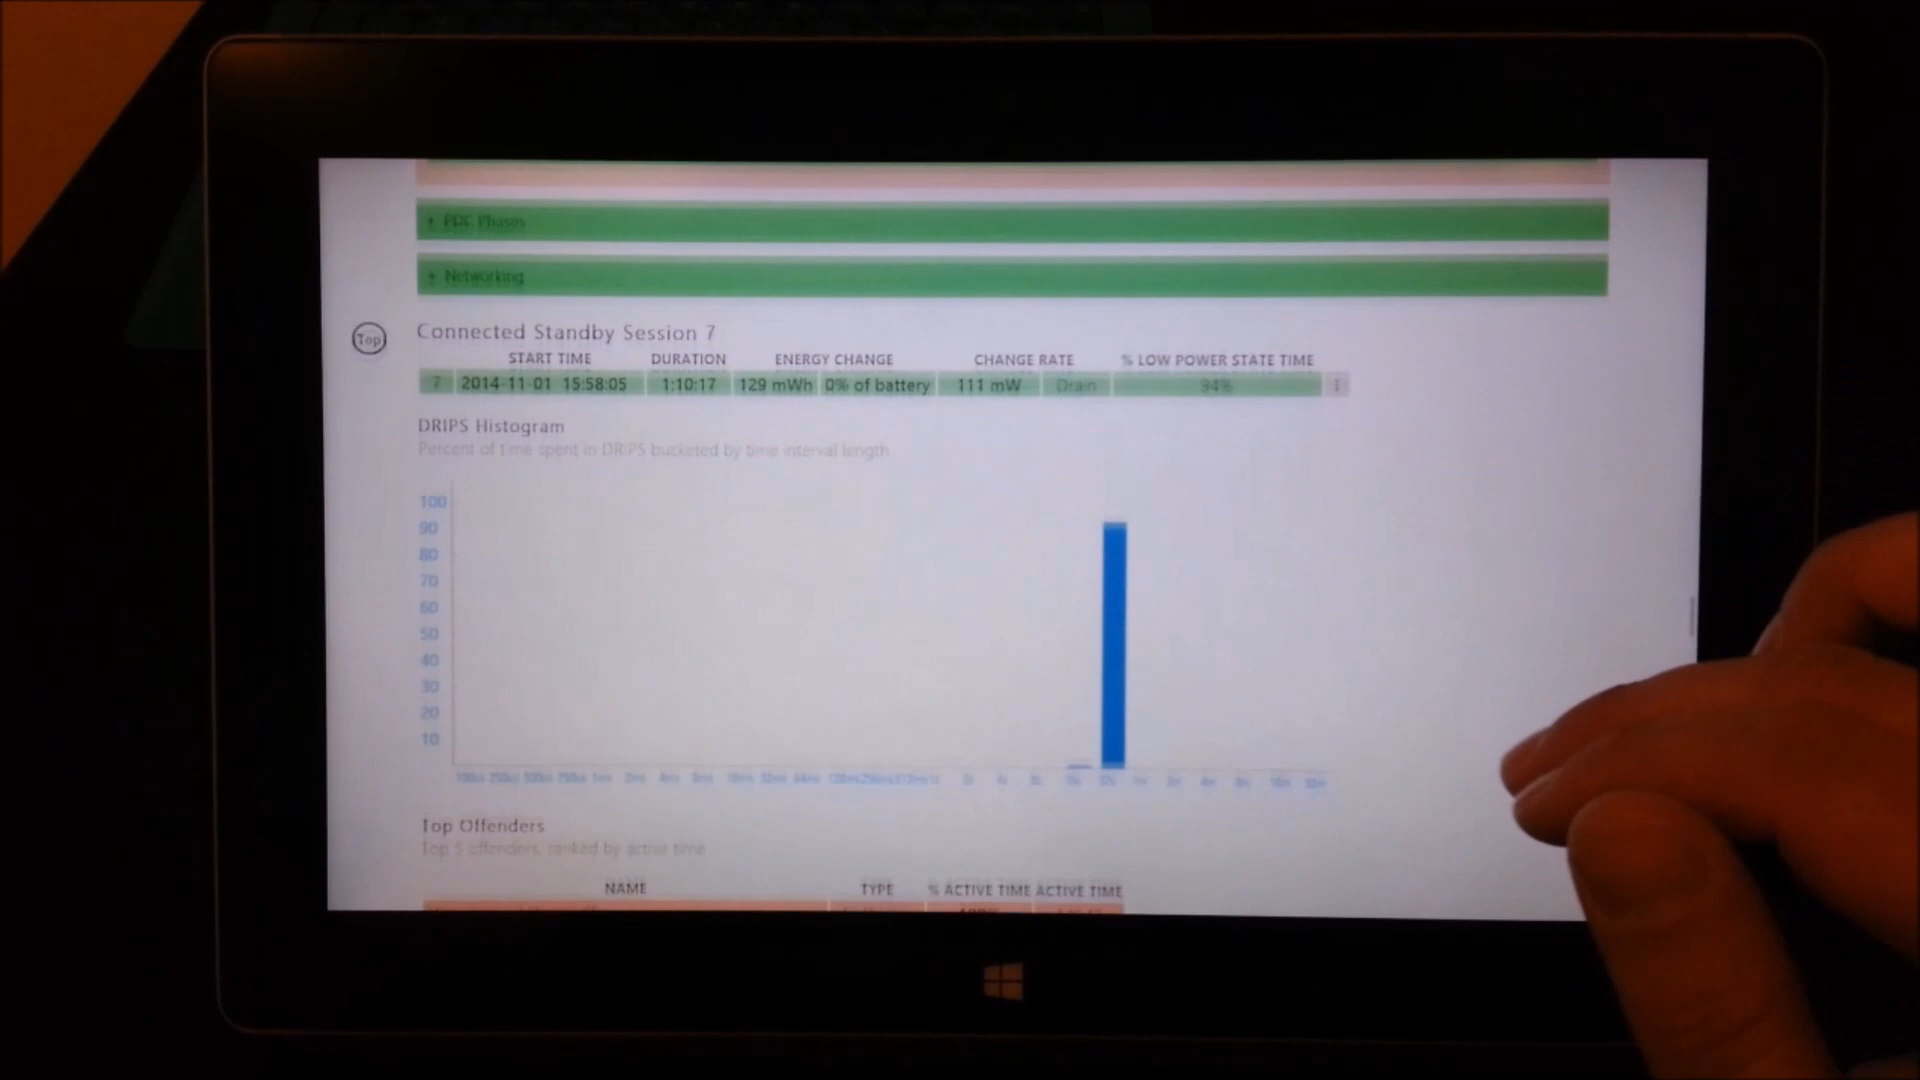 + PDC Phases
+ Networking
Top
Connected Standby Session 7
START TIME DURATION ENERGY CHANGE CHANGE RATE % LOW POWER STATE TIME
7 2014-11-01 15:58:05 1:10:17 129 mWh 0% of battery 111 mW Drain 94%
DRIPS Histogram
Percent of time spent in DRIPS bucketed by time interval length
100
90
80
70
60
50
40
30
20
10
Top Offenders
Top 5 offenders, ranked by active time
NAME TYPE % ACTIVE TIME ACTIVE TIME